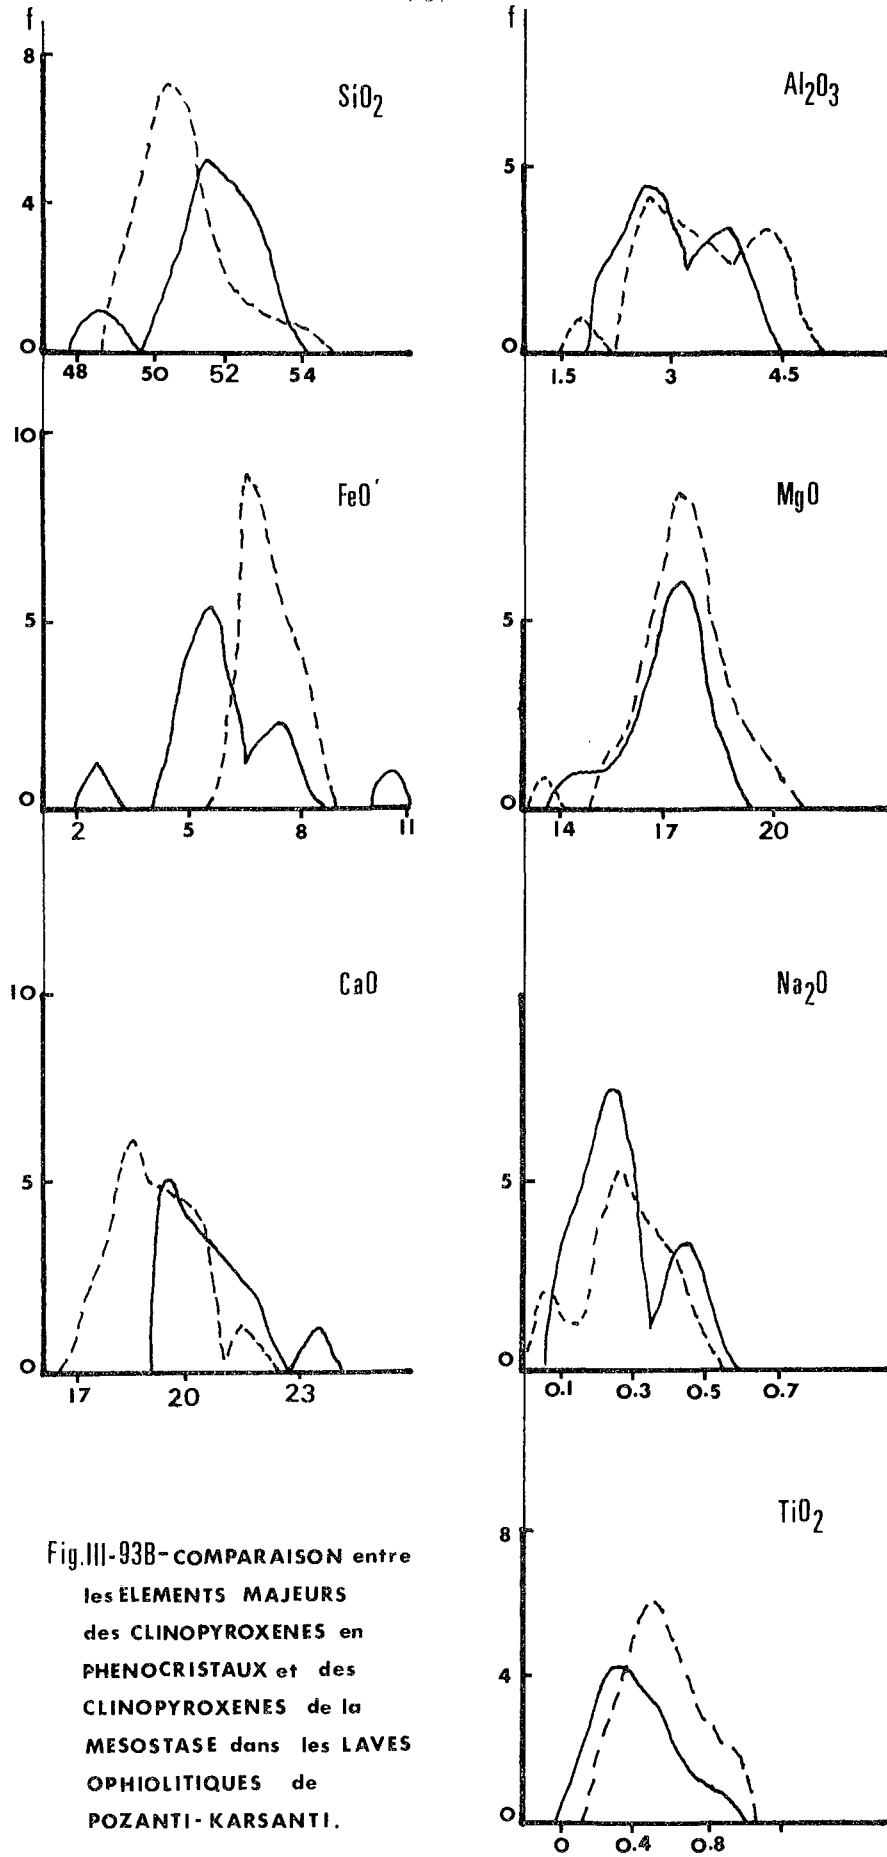 f
8
4
0
SiO2
48 50 52 54
f
5
0
Al2O3
1.5 3 4.5
10
5
0
FeO'
2 5 8 11
5
0
MgO
14 17 20
10
5
0
CaO
17 20 23
5
0
Na2O
0.1 0.3 0.5 0.7
8
4
0
TiO2
0 0.4 0.8
Fig.III-93B-COMPARAISON entre
les ELEMENTS MAJEURS
des CLINOPYROXENES en
PHENOCRISTAUX et des
CLINOPYROXENES de la
MESOSTASE dans les LAVES
OPHIOLITIQUES de
POZANTI-KARSANTI.